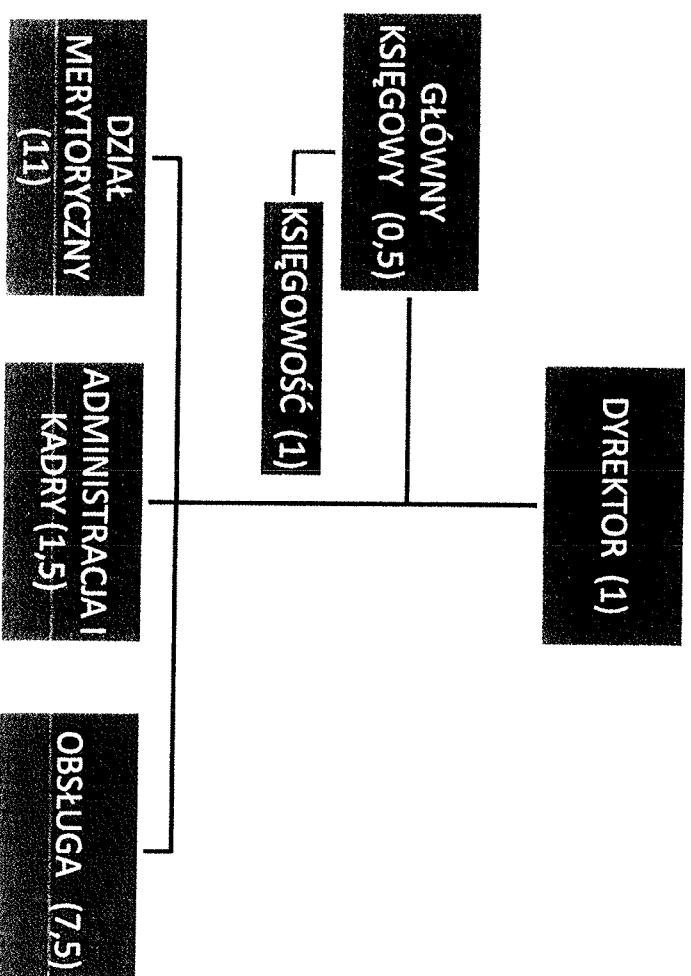 DYREKTOR (1)
GŁÓWNY
KSIĘGOWY (0,5)
KSIĘGOWOŚĆ (1)
DZIAŁ
MERYTORYCZNY
(11)
ADMINISTRACJA I
KADRY (1,5)
OBSŁUGA (7,5)